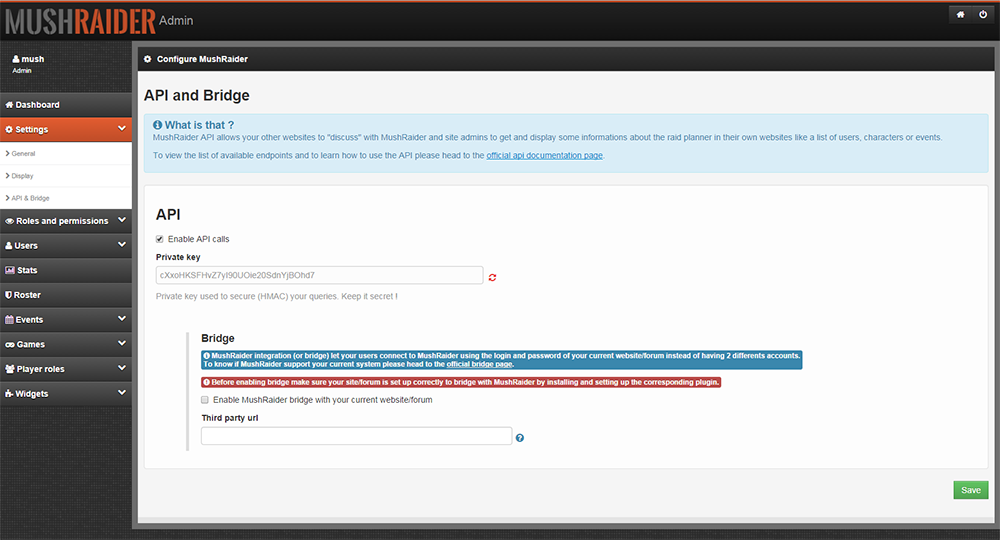 MUSHRAIDER Admin
mush
Admin
Dashboard
Settings
General
Display
API & Bridge
Roles and permissions
Users
Stats
Roster
Events
Games
Player roles
Widgets
Configure MushRaider
API and Bridge
What is that ?
MushRaider API allows your other websites to "discuss" with MushRaider and site admins to get and display some informations about the raid planner in their own websites like a list of users, characters or events.
To view the list of available endpoints and to learn how to use the API please head to the official api documentation page.
API
Enable API calls
Private key
cXxoHKSFHvZ7yI90UOie20SdnYjBOhd7
Private key used to secure (HMAC) your queries. Keep it secret !
Bridge
MushRaider integration (or bridge) let your users connect to MushRaider using the login and password of your current website/forum instead of having 2 differents accounts.
To know if MushRaider support your current system please head to the official bridge page.
Before enabling bridge make sure your site/forum is set up correctly to bridge with MushRaider by installing and setting up the corresponding plugin.
Enable MushRaider bridge with your current website/forum
Third party url
Save